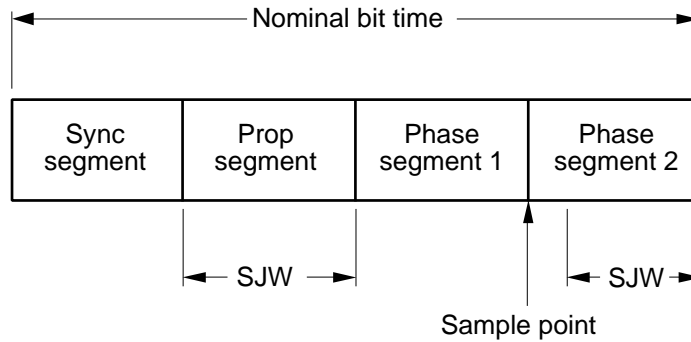 Nominal bit time
Sync
segment
Prop
segment
Phase
segment 1
Phase
segment 2
SJW
SJW
Sample point